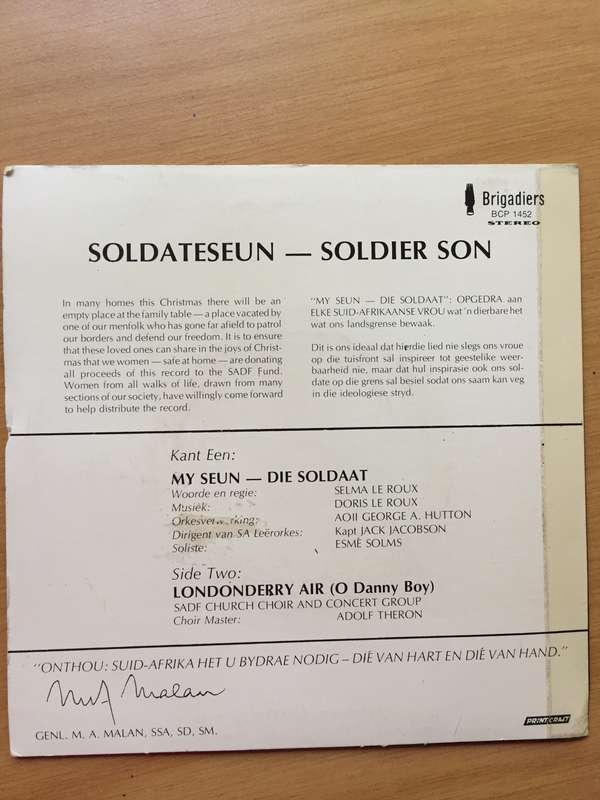 Brigadiers
BCP 1452
STEREO
SOLDATESEUN — SOLDIER SON
In many homes this Christmas there will be an
empty place at the family table — a place vacated by
one of our menfolk who has gone far afield to patrol
our borders and defend our freedom. It is to ensure
that these loved ones can share in the joys of Christ-
mas that we women — safe at home — are donating
all proceeds of this record to the SADF Fund.
Women from all walks of life, drawn from many
sections of our society, have willingly come forward
to help distribute the record.
"MY SEUN — DIE SOLDAAT": OPGEDRA aan
ELKE SUID-AFRIKAANSE VROU wat 'n dierbare het
wat ons landsgrense bewaak.
Dit is ons ideaal dat hierdie lied nie slegs ons vroue
op die tuisfront sal inspireer tot geestelike weer-
baarheid nie, maar dat hul inspirasie ook ons sol-
date op die grens sal besiel sodat ons saam kan veg
in die ideologiese stryd.
Kant Een:
MY SEUN — DIE SOLDAAT
Woorde en regie: SELMA LE ROUX
Musiek: DORIS LE ROUX
AOII GEORGE A. HUTTON
Dirigent van SA Leërorkes: Kapt JACK JACOBSON
Soliste: ESMÈ SOLMS
Side Two:
LONDONDERRY AIR (O Danny Boy)
SADF CHURCH CHOIR AND CONCERT GROUP
Choir Master: ADOLF THERON
"ONTHOU: SUID-AFRIKA HET U BYDRAE NODIG – DIÉ VAN HART EN DIÉ VAN HAND."
Malan
GENL. M. A. MALAN, SSA, SD, SM.
PRINTCRAFT